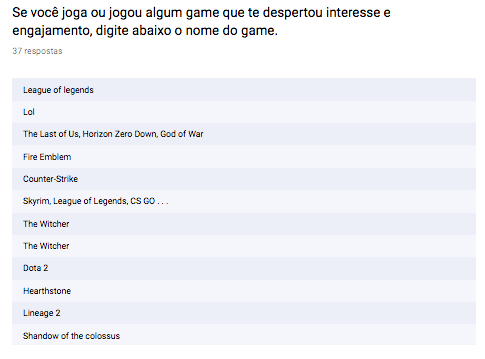 Se você joga ou jogou algum game que te despertou interesse e
engajamento, digite abaixo o nome do game.
37 respostas
League of legends
Lol
The Last of Us, Horizon Zero Down, God of War
Fire Emblem
Counter-Strike
Skyrim, League of Legends, CS GO . . .
The Witcher
The Witcher
Dota 2
Hearthstone
Lineage 2
Shandow of the colossus